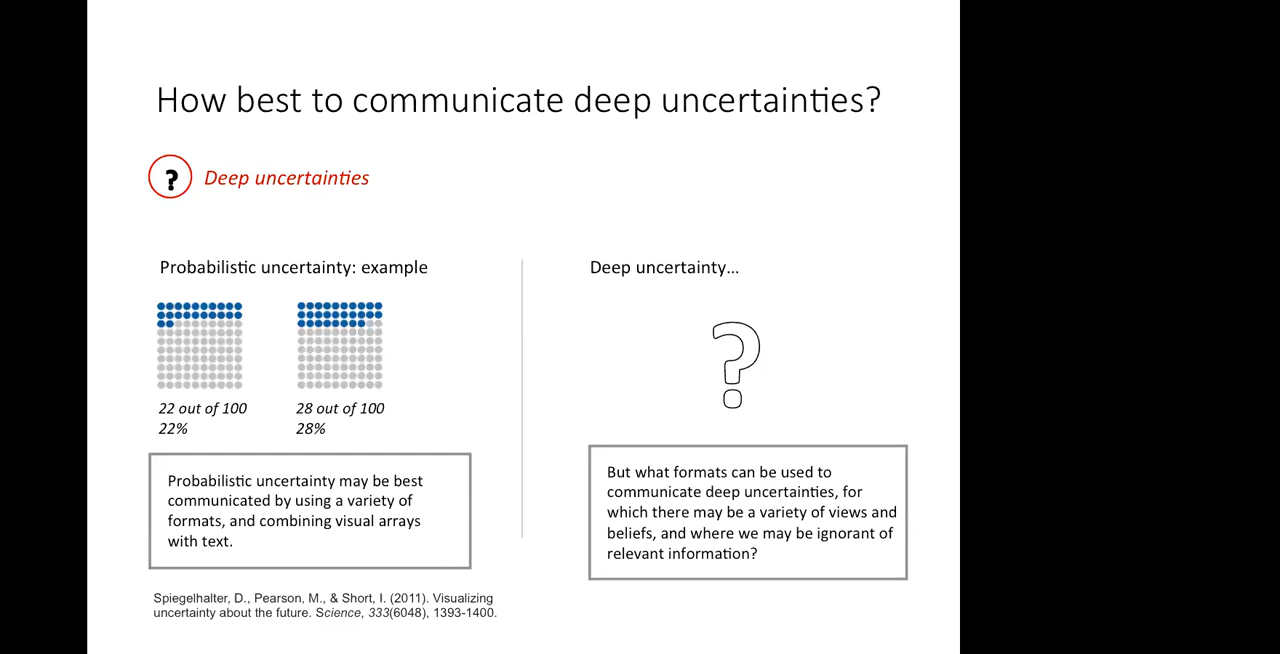 How best to communicate deep uncertainties?
? Deep uncertainties
Probabilistic uncertainty: example
22 out of 100
22%
28 out of 100
28%
Probabilistic uncertainty may be best
communicated by using a variety of
formats, and combining visual arrays
with text.
Spiegelhalter, D., Pearson, M., & Short, I. (2011). Visualizing
uncertainty about the future. Science, 333(6048), 1393-1400.
Deep uncertainty…
?
But what formats can be used to
communicate deep uncertainties, for
which there may be a variety of views and
beliefs, and where we may be ignorant of
relevant information?